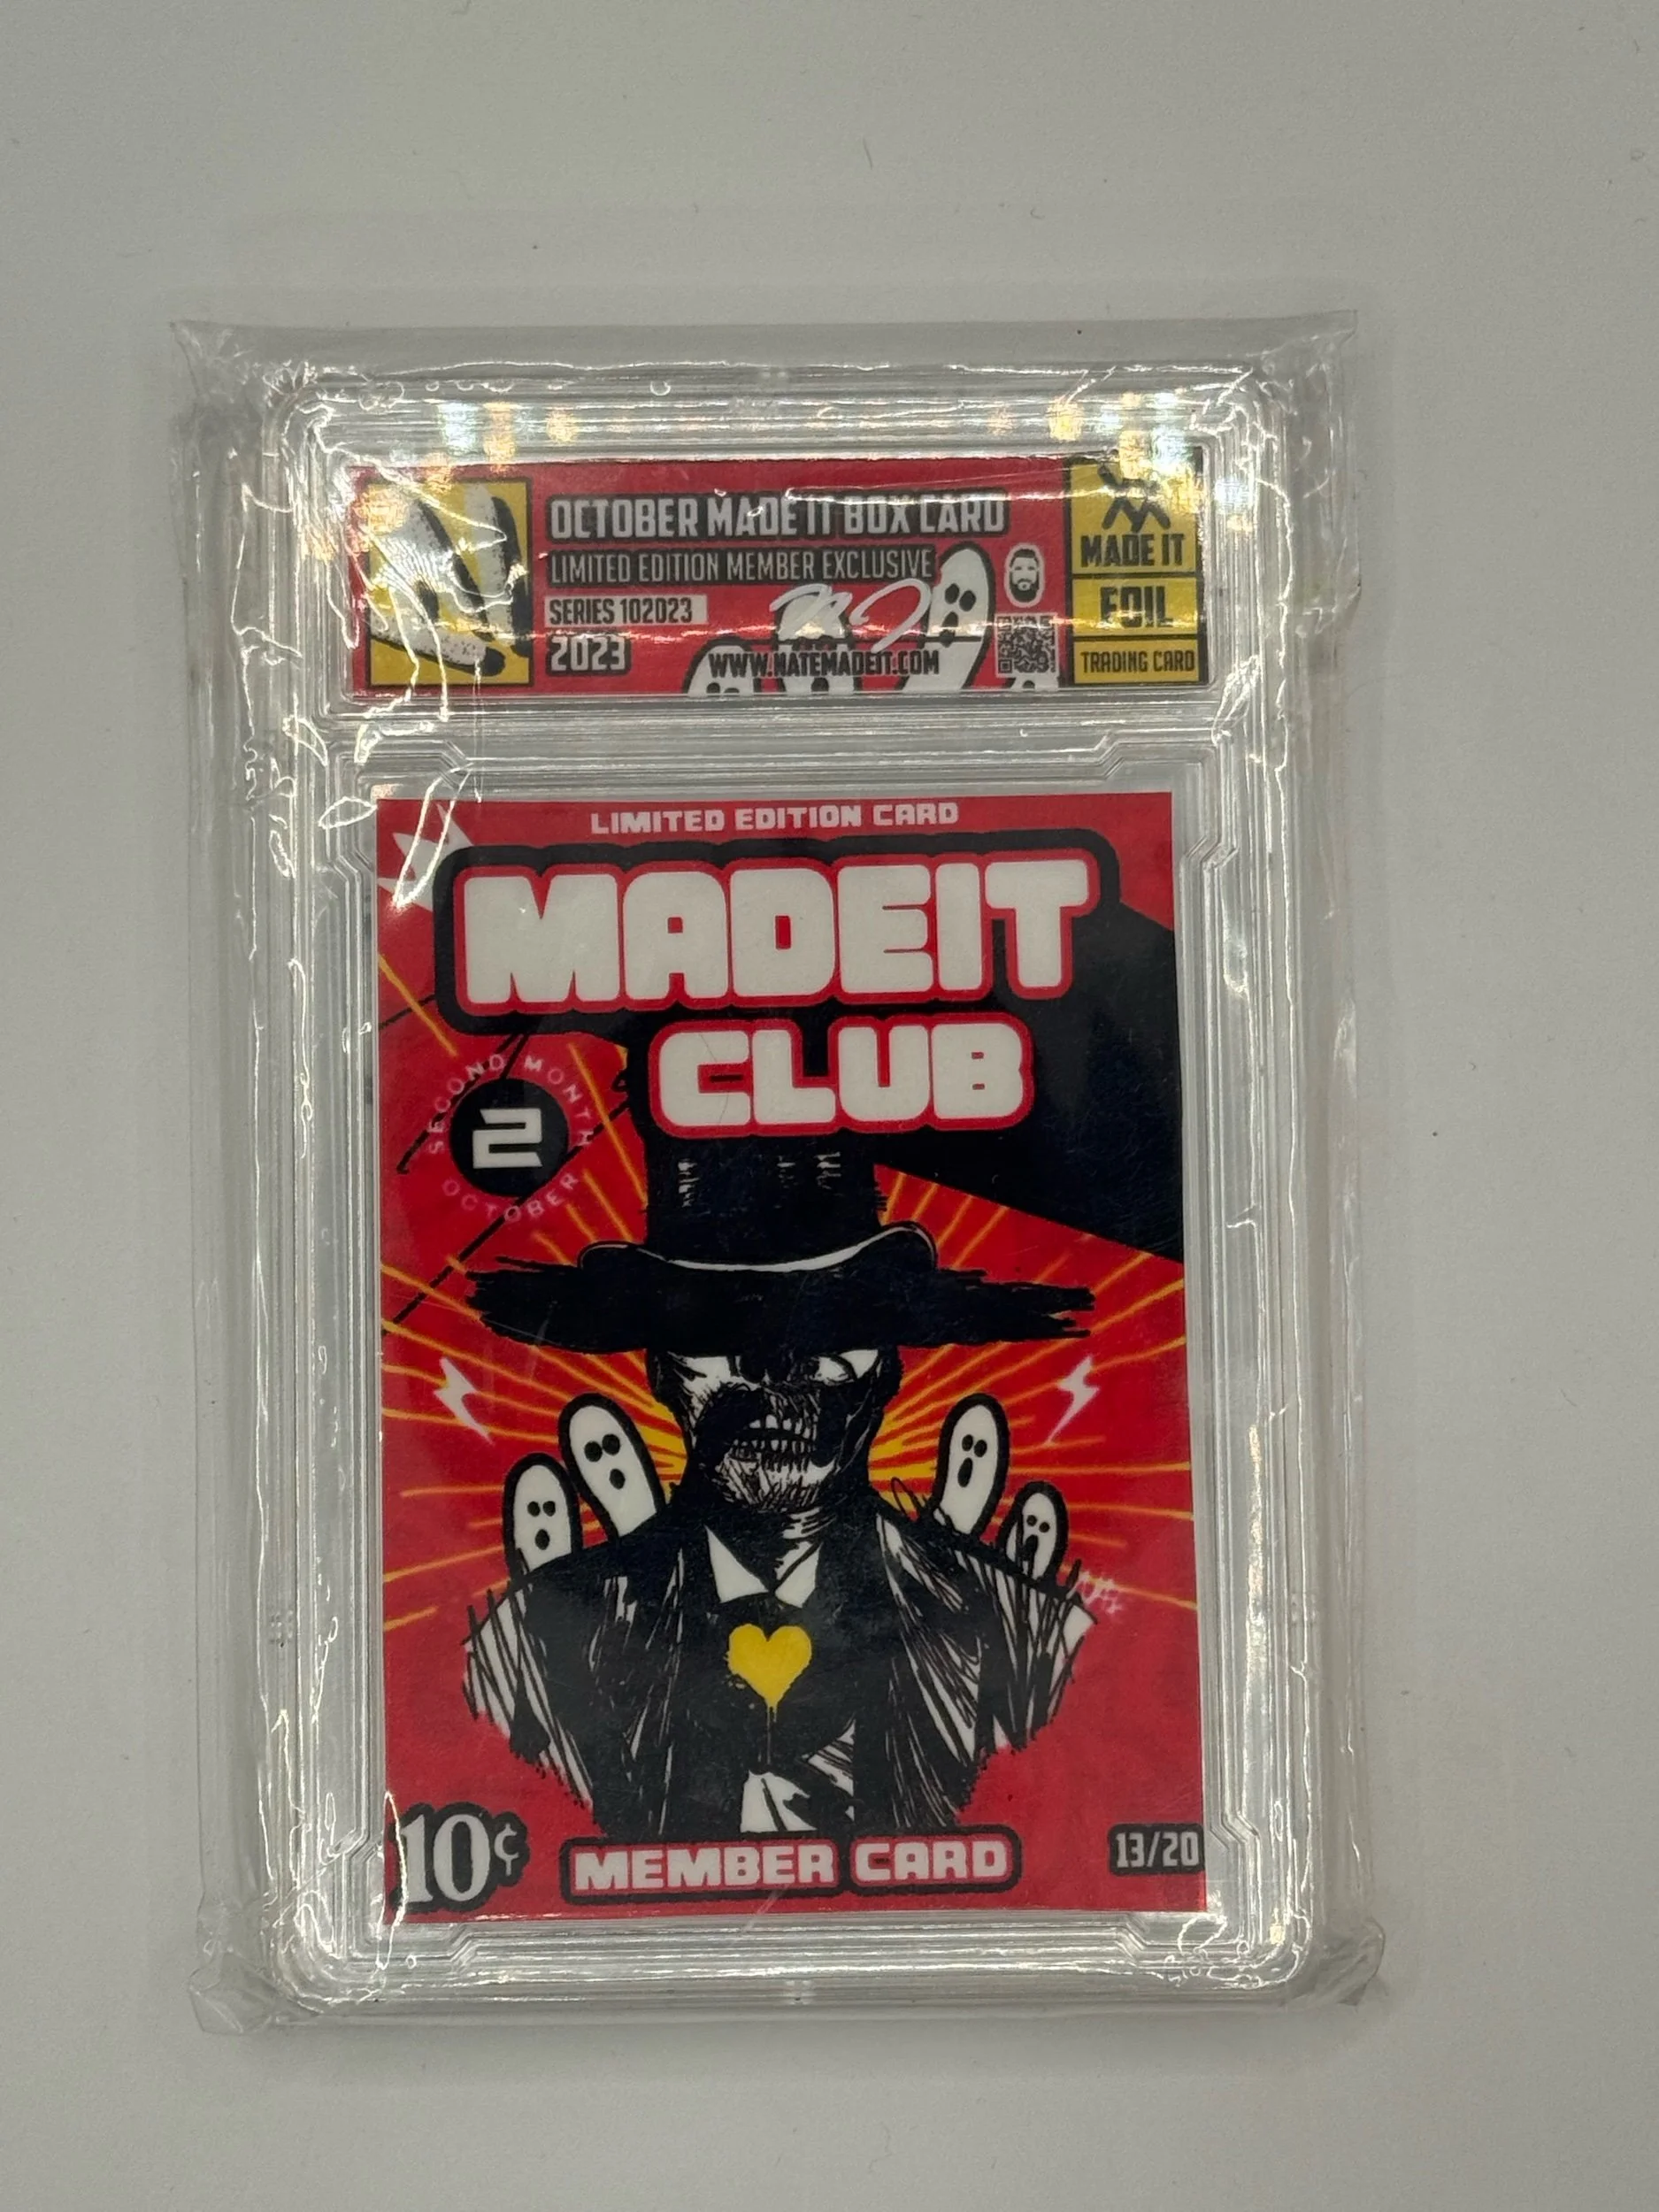 OCTOBER MADE IT BOX CARD
LIMITED EDITION MEMBER EXCLUSIVE
SERIES 102023
2023
WWW.NATEMADEIT.COM
MADE IT
FOIL
TRADING CARD
LIMITED EDITION CARD
MADEIT
CLUB
SECOND MONTH
2
OCTOBER
10¢
MEMBER CARD
13/20